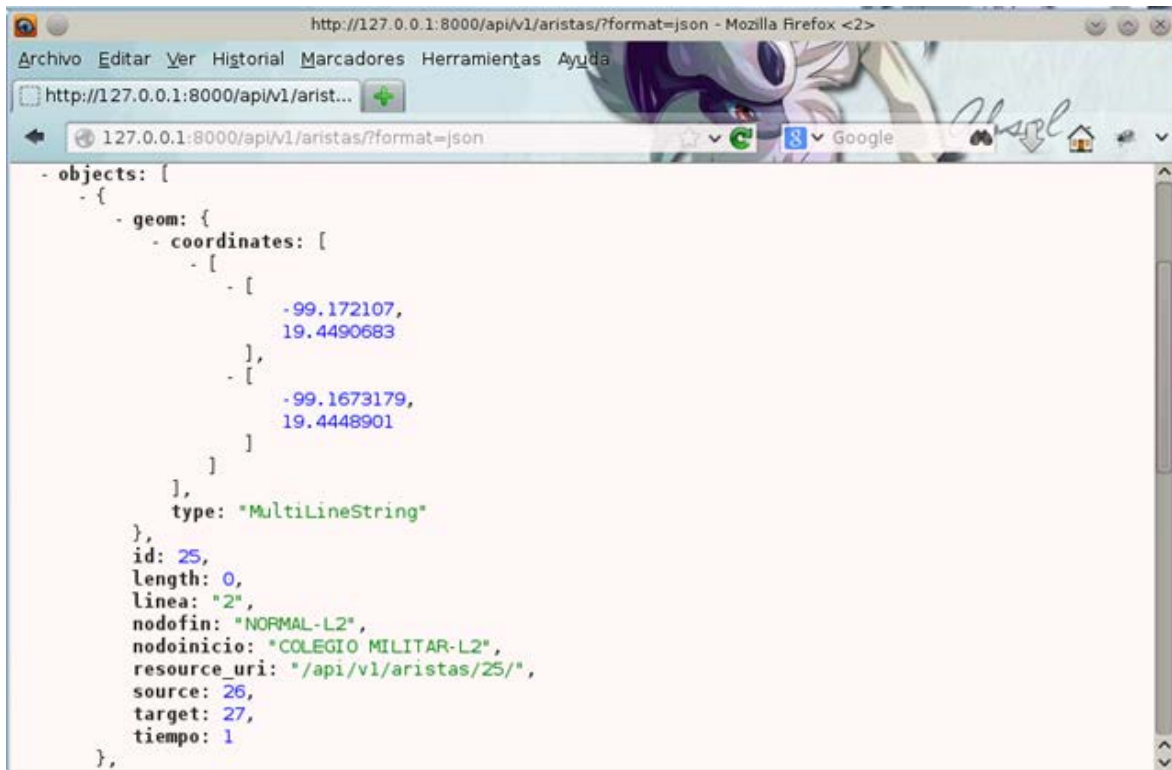 http://127.0.0.1:8000/api/v1/aristas/?format=json - Mozilla Firefox <2>
Archivo Editar Ver Historial Marcadores Herramientas Ayuda
http://127.0.0.1:8000/api/v1/arist...
127.0.0.1:8000/api/v1/aristas/?format=json
Google
- objects: [
- {
- geom: {
- coordinates: [
- [
- [
-99.172107,
19.4490683
],
- [
-99.1673179,
19.4448901
]
]
],
type: "MultiLineString"
},
id: 25,
length: 0,
linea: "2",
nodofin: "NORMAL-L2",
nodoinicio: "COLEGIO MILITAR-L2",
resource_uri: "/api/v1/aristas/25/",
source: 26,
target: 27,
tiempo: 1
},